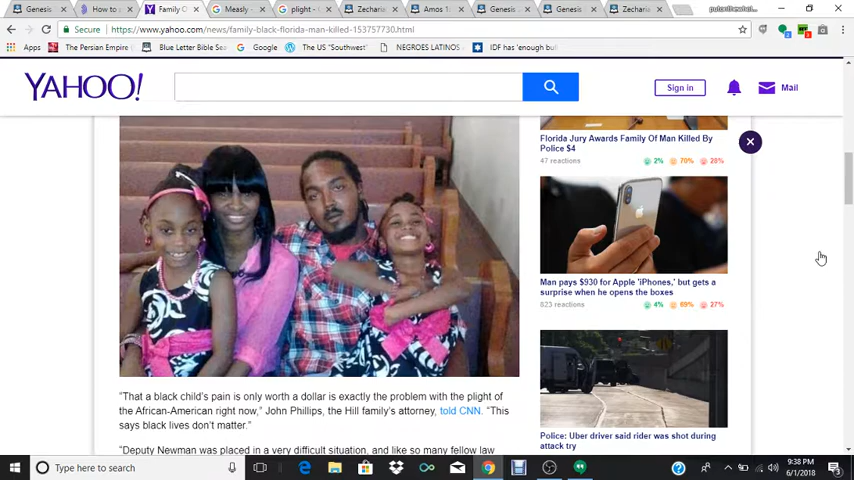 Genesis
How to a
Family O
Measly -
plight -
Zechari
Amos 1
Genesis
Genesis
Zecharia
Secure
https://www.yahoo.com/news/family-black-florida-man-killed-153757730.html
Apps The Persian Empire Blue Letter Bible Sea Google The US "Southwest" NEGROES LATINOS IDF has 'enough bul
YAHOO!
Sign in
Mail
Florida Jury Awards Family Of Man Killed By
Police $4
47 reactions
2% 70% 28%
Man pays $930 for Apple 'iPhones,' but gets a
surprise when he opens the boxes
823 reactions
4% 69% 27%
"That a black child's pain is only worth a dollar is exactly the problem with the plight of
the African-American right now," John Phillips, the Hill family's attorney, told CNN. "This
says black lives don't matter."
"Deputy Newman was placed in a very difficult situation, and like so many fellow law
Police: Uber driver said rider was shot during
attack try
Type here to search
9:38 PM
6/1/2018
3